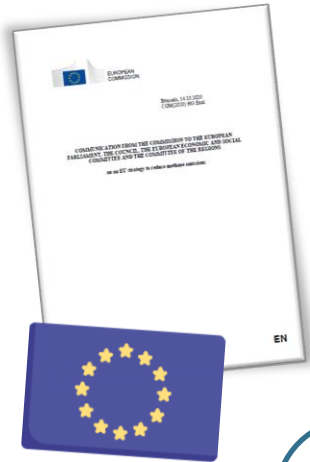 EUROPEAN
COMMISSION
Brussels, 14.10.2020
COM(2020) 663 final
COMMUNICATION FROM THE COMMISSION TO THE EUROPEAN
PARLIAMENT, THE COUNCIL, THE EUROPEAN ECONOMIC AND SOCIAL
COMMITTEE AND THE COMMITTEE OF THE REGIONS
on an EU strategy to reduce methane emissions
EN